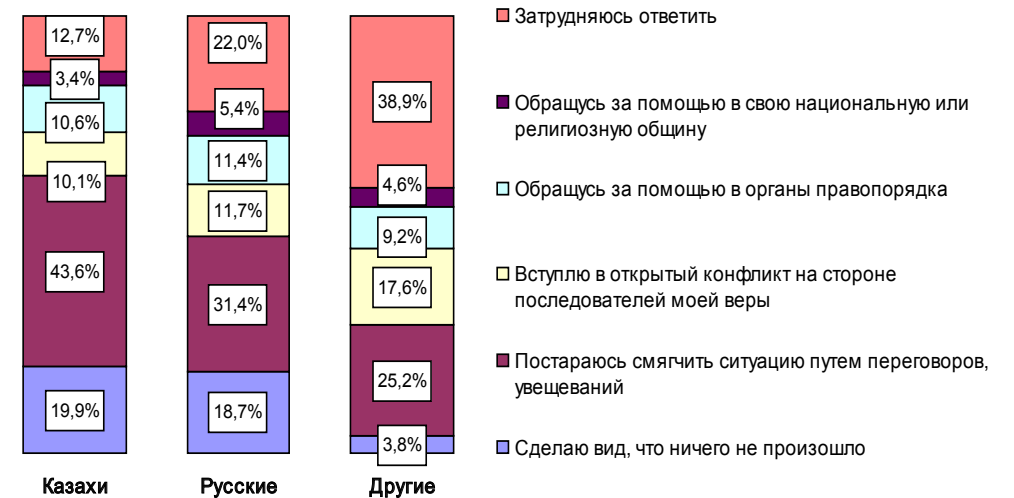 12,7%
3,4%
10,6%
10,1%
43,6%
19,9%
Казахи
22,0%
5,4%
11,4%
11,7%
31,4%
18,7%
Русские
38,9%
4,6%
9,2%
17,6%
25,2%
3,8%
Другие
Затрудняюсь ответить
Обращусь за помощью в свою национальную или
религиозную общину
Обращусь за помощью в органы правопорядка
Вступлю в открытый конфликт на стороне
последователей моей веры
Постараюсь смягчить ситуацию путем переговоров,
увещеваний
Сделаю вид, что ничего не произошло